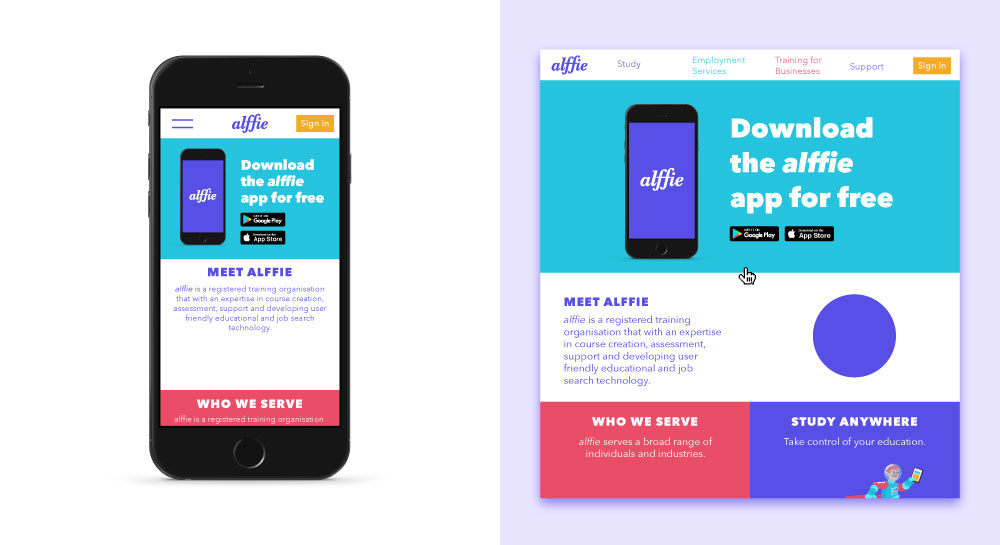 alffie
Sign in
alffie
Download
the alffie
app for free
GET IT ON
Google Play
Download on the
App Store
MEET ALFFIE
alffie is a registered training organisation
that with an expertise in course creation,
assessment, support and developing user
friendly educational and job search
technology.
WHO WE SERVE
alffie is a registered training organisation
alffie
Study
Employment
Services
Training for
Businesses
Support
Sign in
alffie
Download
the alffie
app for free
GET IT ON
Google Play
Download on the
App Store
MEET ALFFIE
alffie is a registered training
organisation that with an expertise
in course creation, assessment,
support and developing user
friendly educational and job
search technology.
WHO WE SERVE
alffie serves a broad range of
individuals and industries.
STUDY ANYWHERE
Take control of your education.